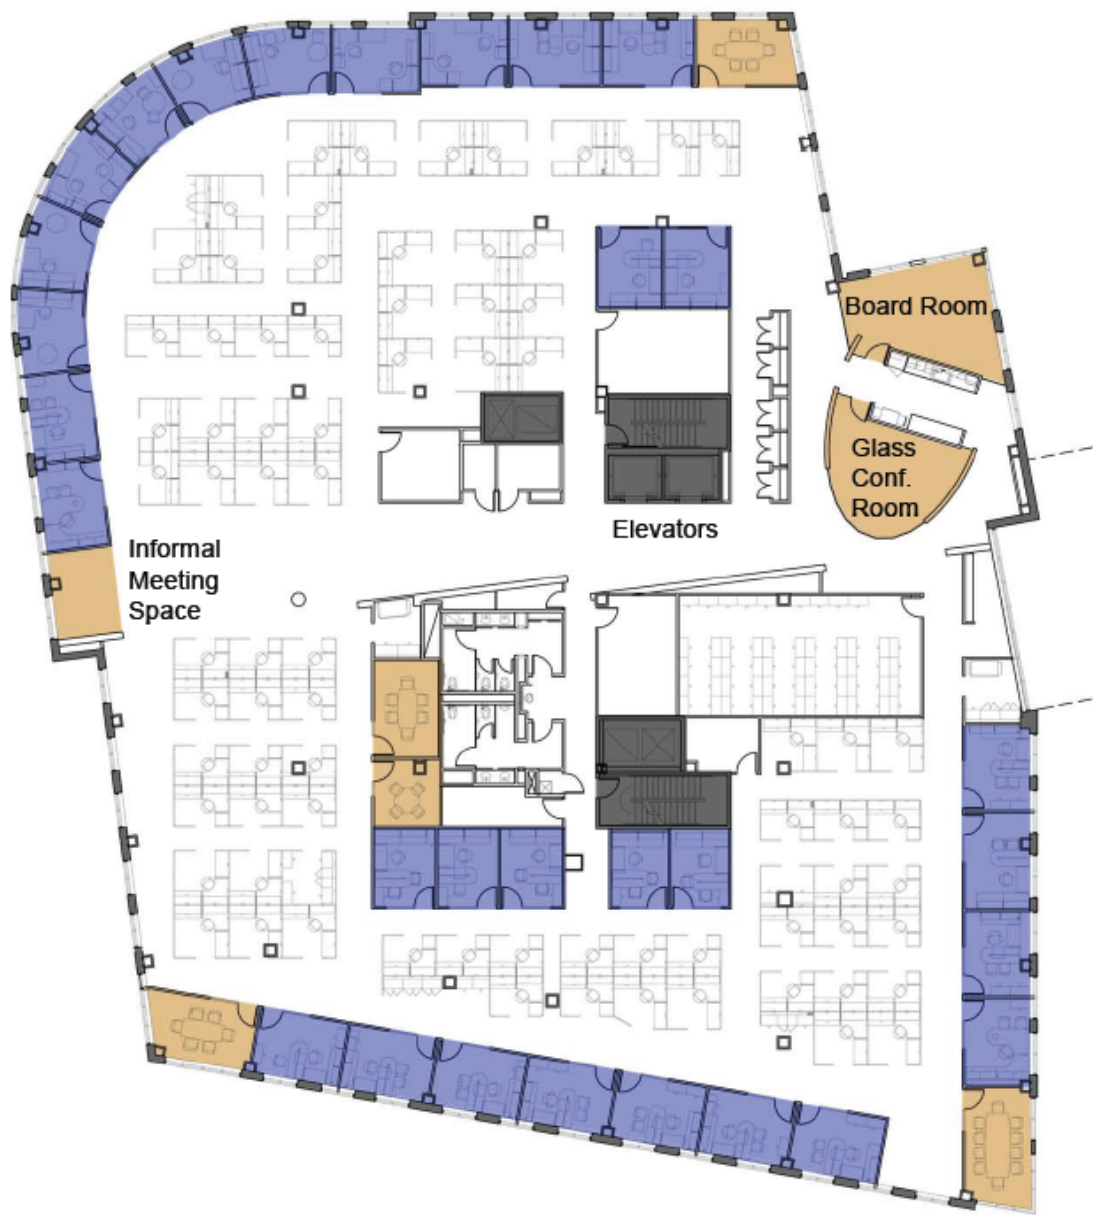 Board Room
Glass
Conf.
Room
Elevators
Informal
Meeting
Space